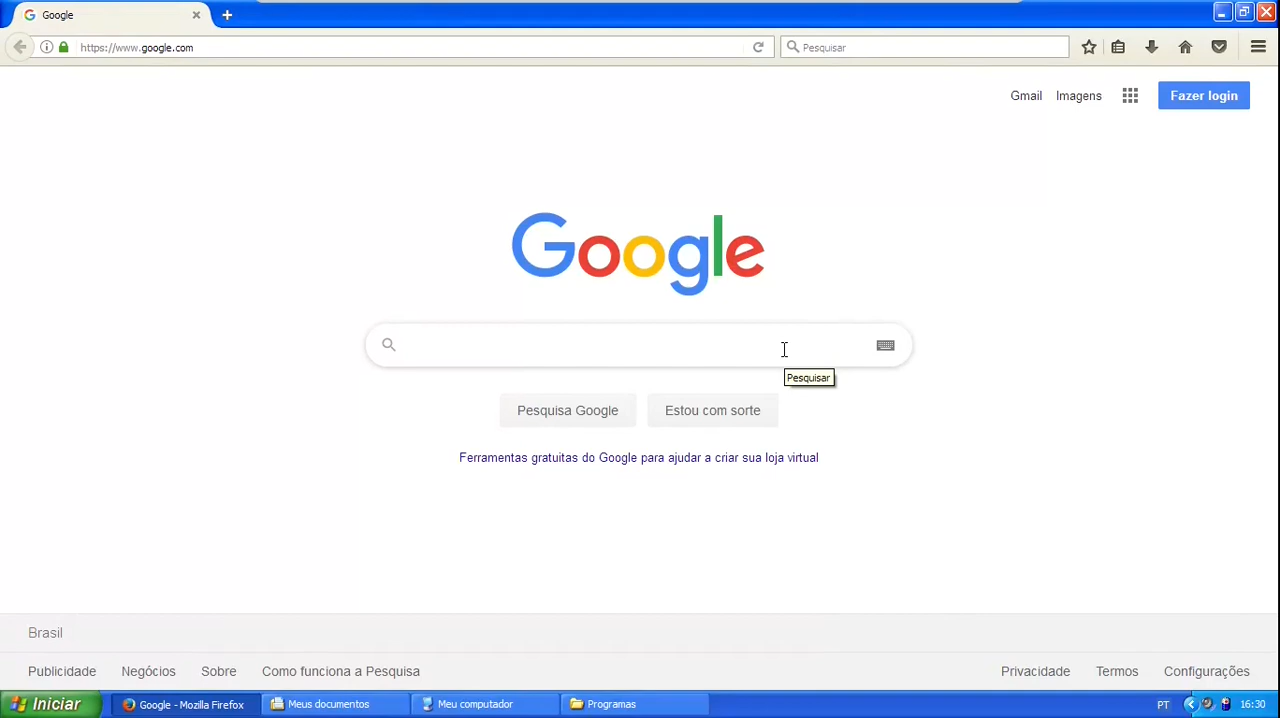 Google
https://www.google.com
Pesquisar
Gmail
Imagens
Fazer login
Google
Pesquisar
Pesquisa Google
Estou com sorte
Ferramentas gratuitas do Google para ajudar a criar sua loja virtual
Brasil
Publicidade
Negócios
Sobre
Como funciona a Pesquisa
Privacidade
Termos
Configurações
Iniciar
Google - Mozilla Firefox
Meus documentos
Meu computador
Programas
PT
16:30